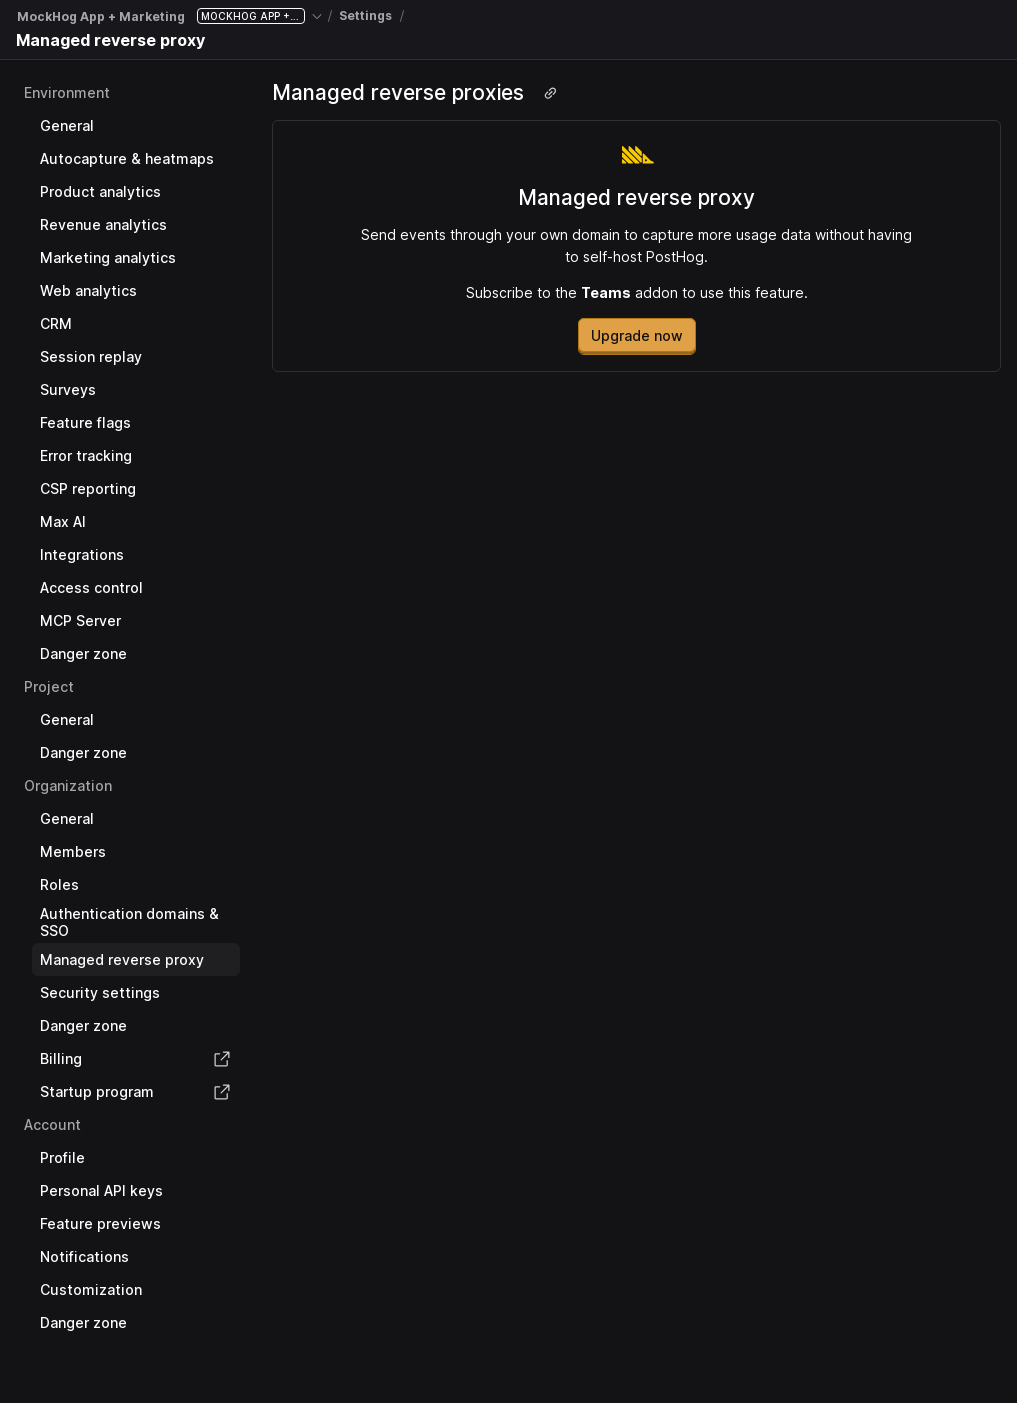 MockHog App + Marketing MOCKHOG APP +... / Settings /
Managed reverse proxy
Environment
General
Autocapture & heatmaps
Product analytics
Revenue analytics
Marketing analytics
Web analytics
CRM
Session replay
Surveys
Feature flags
Error tracking
CSP reporting
Max AI
Integrations
Access control
MCP Server
Danger zone
Project
General
Danger zone
Organization
General
Members
Roles
Authentication domains &
SSO
Managed reverse proxy
Security settings
Danger zone
Billing
Startup program
Account
Profile
Personal API keys
Feature previews
Notifications
Customization
Danger zone
Managed reverse proxies
Managed reverse proxy
Send events through your own domain to capture more usage data without having
to self-host PostHog.
Subscribe to the Teams addon to use this feature.
Upgrade now